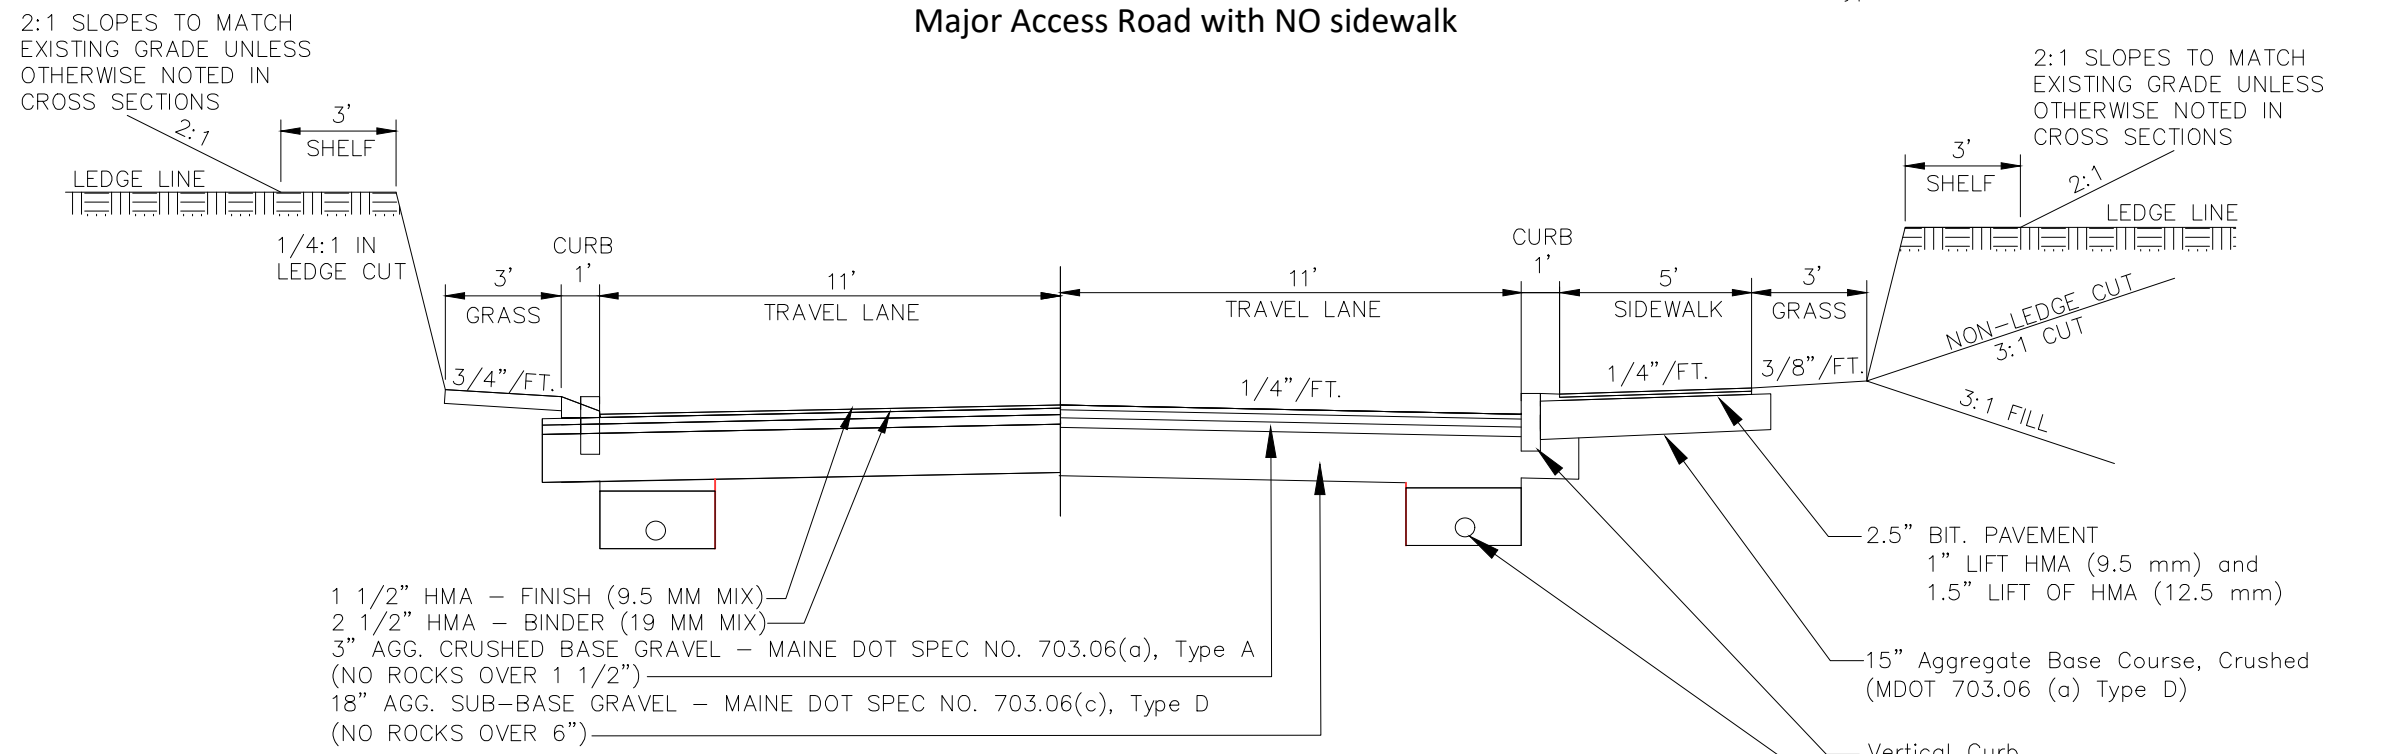 Major Access Road with NO sidewalk
2:1 SLOPES TO MATCH
EXISTING GRADE UNLESS
OTHERWISE NOTED IN
CROSS SECTIONS
2:1
3'
SHELF
LEDGE LINE
1/4:1 IN
LEDGE CUT
3'
GRASS
CURB
1'
11'
TRAVEL LANE
11'
TRAVEL LANE
CURB
1'
5'
SIDEWALK
3'
GRASS
2:1 SLOPES TO MATCH
EXISTING GRADE UNLESS
OTHERWISE NOTED IN
CROSS SECTIONS
3'
SHELF
2:1
LEDGE LINE
NON-LEDGE CUT
3:1 CUT
3:1 FILL
3/4"/FT.
1/4"/FT.
1/4"/FT.
3/8"/FT.
1 1/2" HMA – FINISH (9.5 MM MIX)
2 1/2" HMA – BINDER (19 MM MIX)
3" AGG. CRUSHED BASE GRAVEL – MAINE DOT SPEC NO. 703.06(a), Type A
(NO ROCKS OVER 1 1/2")
18" AGG. SUB-BASE GRAVEL – MAINE DOT SPEC NO. 703.06(c), Type D
(NO ROCKS OVER 6")
2.5" BIT. PAVEMENT
1" LIFT HMA (9.5 mm) and
1.5" LIFT OF HMA (12.5 mm)
15" Aggregate Base Course, Crushed
(MDOT 703.06 (a) Type D)
Vertical Curb